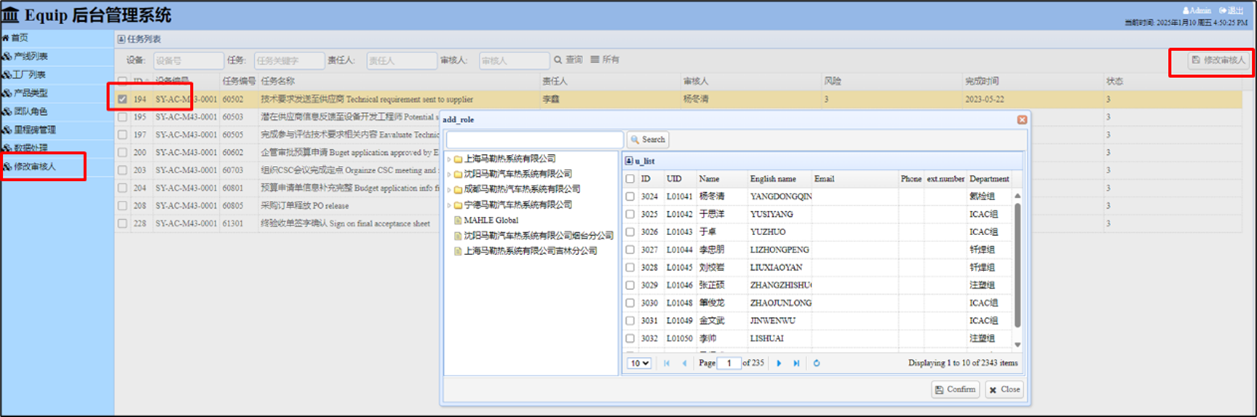 Equip 后台管理系统
Admin 退出
当前时间: 2025年1月10 周五 4:50:25 PM
首页
产线列表
工厂列表
产品类型
团队角色
里程碑管理
数据处理
修改审核人
任务列表
设备: 设备号 任务: 任务关键字 责任人: 责任人 审核人: 审核人 查询 所有 修改审核人
ID 设备编号 任务编号 任务名称 责任人 审核人 风险 完成时间 状态
194 SY-AC-M43-0001 60502 技术要求发送至供应商 Technical requirement sent to supplier 李鑫 杨冬清 3 2023-05-22 3
195 SY-AC-M43-0001 60503 潜在供应商信息反馈至设备开发工程师 Potential s 3
197 SY-AC-M43-0001 60505 完成参与评估技术要求相关内容 Eavaluate Technic 3
200 SY-AC-M43-0001 60602 企管审批预算申请 Buget application approved by E 3
203 SY-AC-M43-0001 60703 组织CSC会议完成定点 Orgainze CSC meeting and 3
204 SY-AC-M43-0001 60801 预算申请单信息补充完整 Budget application info fi 3
208 SY-AC-M43-0001 60805 采购订单释放 PO release 3
228 SY-AC-M43-0001 61301 终验收单签字确认 Sign on final acceptance sheet 3
add_role
Search
上海马勒热系统有限公司
沈阳马勒汽车热系统有限公司
成都马勒热汽车热系统有限公司
宁德马勒汽车热系统有限公司
MAHLE Global
沈阳马勒汽车热系统有限公司烟台分公司
上海马勒热系统有限公司吉林分公司
u_list
ID UID Name English name Email Phone ext.number Department
3024 L01041 杨冬清 YANGDONGQIN 氦检组
3025 L01042 于思洋 YUSIYANG ICAC组
3026 L01043 于卓 YUZHUO ICAC组
3027 L01044 李忠朋 LIZHONGPENG 钎焊组
3028 L01045 刘校岩 LIUXIAOYAN 钎焊组
3029 L01046 张芷硕 ZHANGZHISHU 注塑组
3030 L01048 俊龙 ZHAOJUNLONG ICAC组
3031 L01049 金文武 JINWENWU ICAC组
3032 L01050 李帅 LISHUAI 注塑组
10 Page 1 of 235 Displaying 1 to 10 of 2343 items
Confirm Close